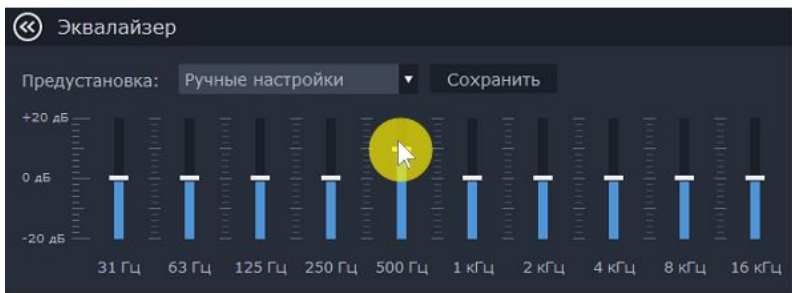 Эквалайзер
Предустановка: Ручные настройки Сохранить
+20 дБ
0 дБ
-20 дБ
31 Гц 63 Гц 125 Гц 250 Гц 500 Гц 1 кГц 2 кГц 4 кГц 8 кГц 16 кГц